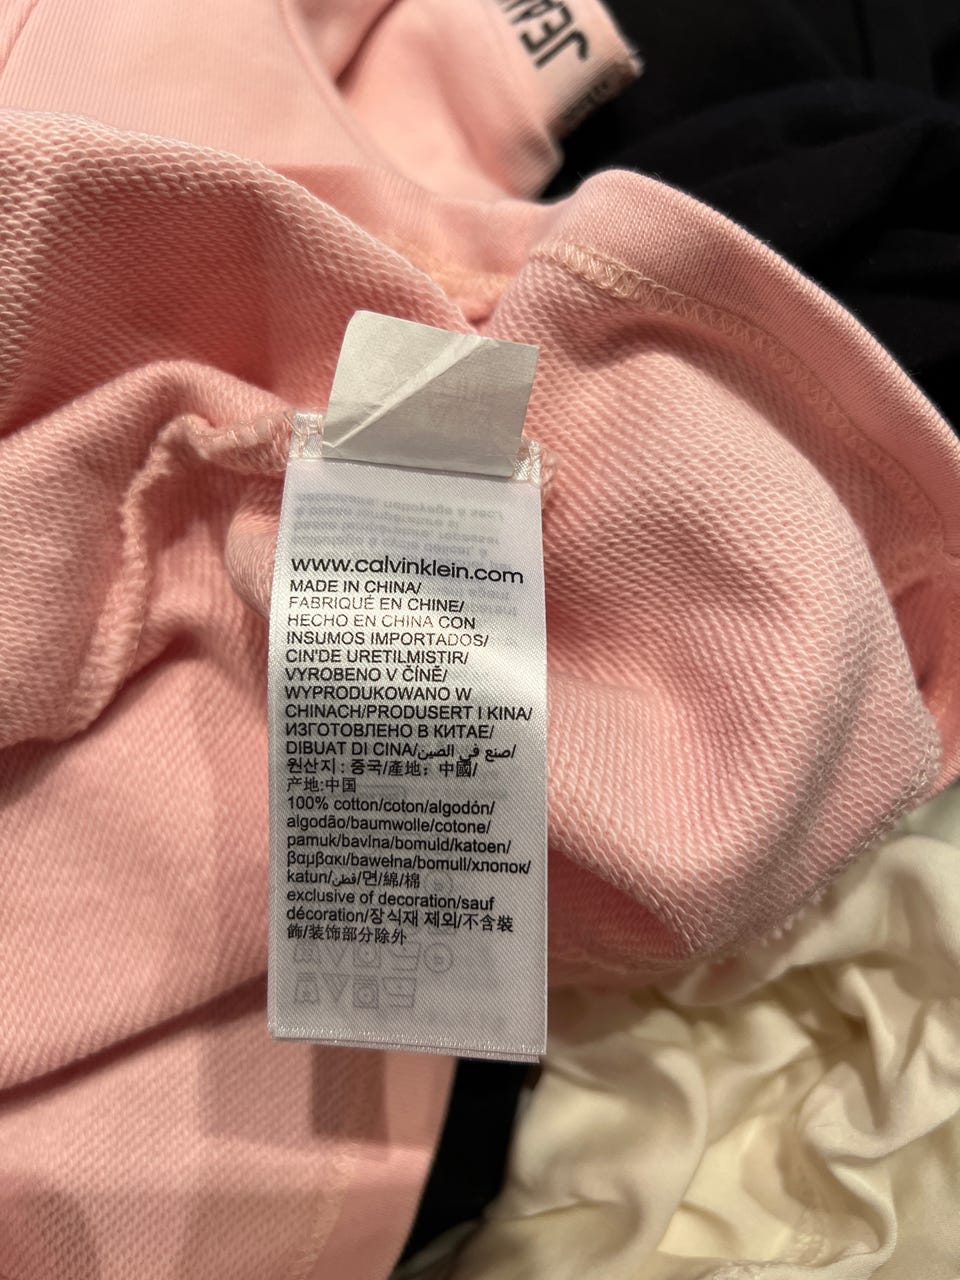 JEA
www.calvinklein.com
MADE IN CHINA/
FABRIQUÉ EN CHINE/
HECHO EN CHINA CON
INSUMOS IMPORTADOS/
CIN'DE URETILMISTIR/
VYROBENO V ČÍNĚ/
WYPRODUKOWANO W
CHINACH/PRODUSERT I KINA/
ИЗГОТОВЛЕНО В КИТАЕ/
DIBUAT DI CINA/صنع في الصين/
원산지 : 중국/產地: 中國/
产地:中国
100% cotton/coton/algodón/
algodão/baumwolle/cotone/
pamuk/bavlna/bomuld/katoen/
βαμβακι/bawełna/bomull/хлопок/
katun/قطن/면/綿/棉
exclusive of decoration/sauf
décoration/장식재 제외/不含裝
飾/装饰部分除外